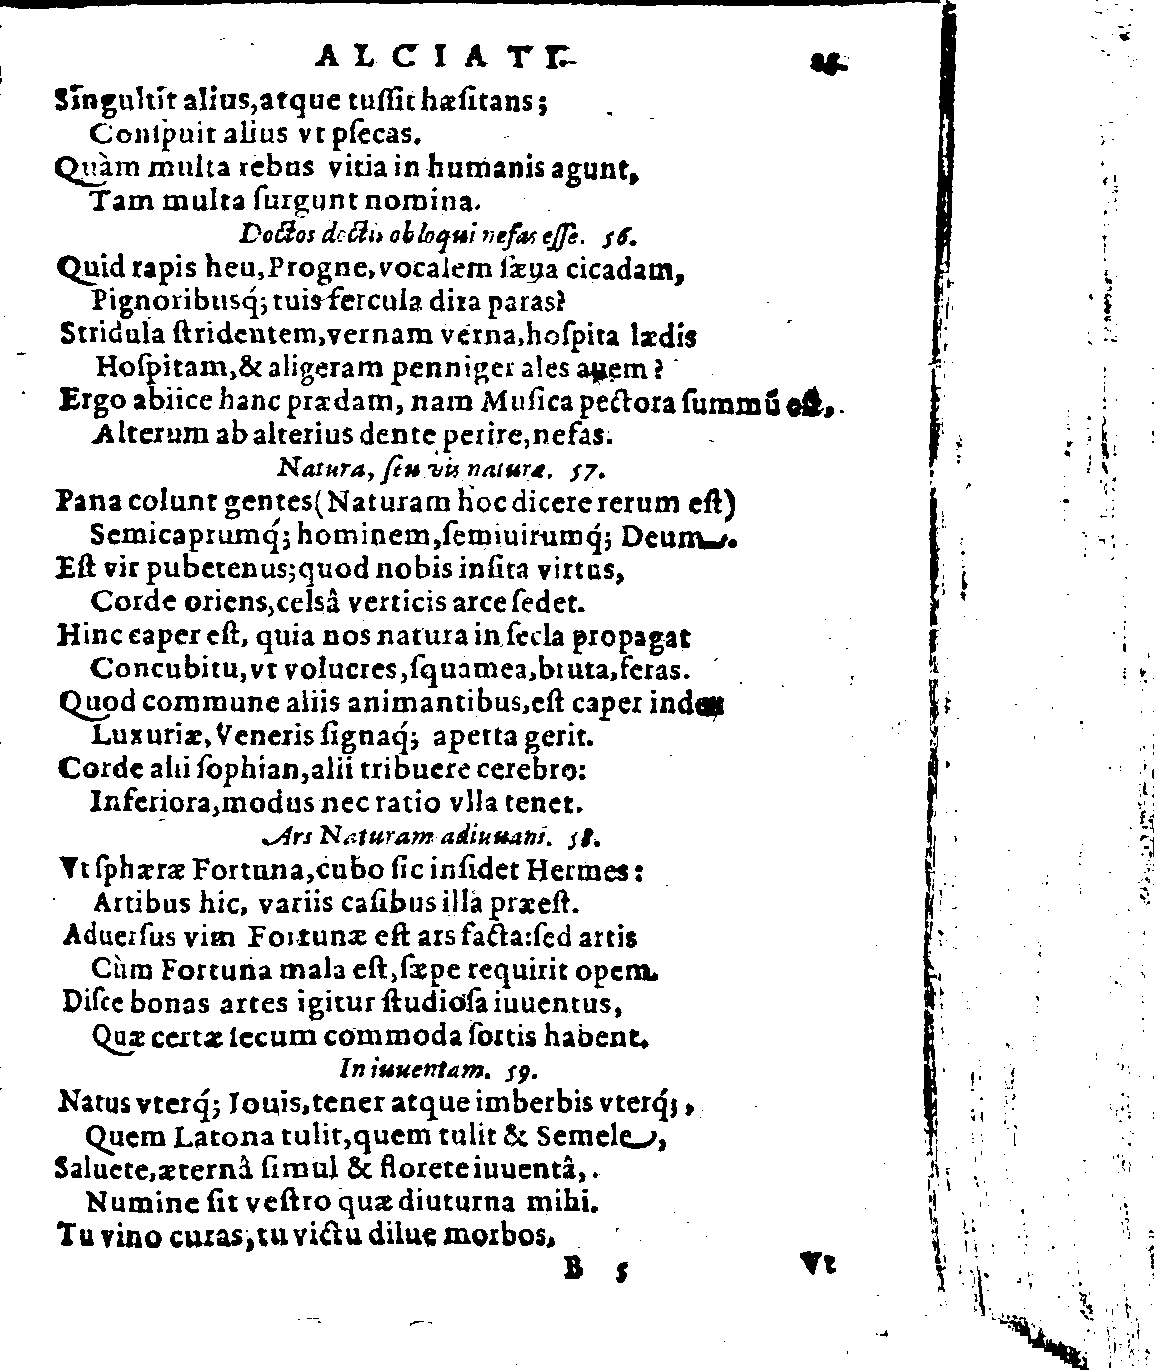 ALCIATI.
Singultit alius, atque tuſſit hæſitans;
Conſpuit alius vt pſecas.
Quàm multa rebus vitia in humanis agunt,
Tam multa ſurgunt nomina.
Doctos doctis obloqui nefas eſſe. 56.
Quid rapis heu, Progne, vocalem ſæua cicadam,
Pignoribusq́; tuis fercula dira paras?
Stridula ſtridentem, vernam verna, hoſpita lædis
Hoſpitam, & aligeram penniger ales auem?
Ergo abiice hanc prædam, nam Muſica pectora ſummũ eſt,
Alterum ab alterius dente perire, nefas.
Natura, ſeu vis naturæ. 57.
Pana colunt gentes (Naturam hoc dicere rerum eſt)
Semicaprumq́; hominem, ſemiuirumq́; Deum.
Eſt vir pubetenus; quod nobis inſita virtus,
Corde oriens, celsâ verticis arce ſedet.
Hinc caper eſt, quia nos natura in ſecla propagat
Concubitu, vt volucres, ſquamea, bruta, feras.
Quod commune aliis animantibus, eſt caper index
Luxuriæ, Veneris ſignaq́; aperta gerit.
Corde alii ſophian, alii tribuere cerebro:
Inferiora, modus nec ratio vlla tenet.
Ars Naturam adiuuans. 58.
Vt ſphæræ Fortuna, cubo ſic inſidet Hermes:
Artibus hic, variis caſibus illa præeſt.
Aduerſus vim Fortunæ eſt ars facta: ſed artis
Cùm Fortuna mala eſt, ſæpe requirit opem.
Diſce bonas artes igitur ſtudioſa iuuentus,
Quæ certæ ſecum commoda ſortis habent.
In iuuentam. 59.
Natus vterq́; Iouis, tener atque imberbis vterq́;,
Quem Latona tulit, quem tulit & Semele,
Saluete, æternâ ſimul & florete iuuentâ,
Numine ſit veſtro quæ diuturna mihi.
Tu vino curas, tu victu dilue morbos,
B 5 Vt